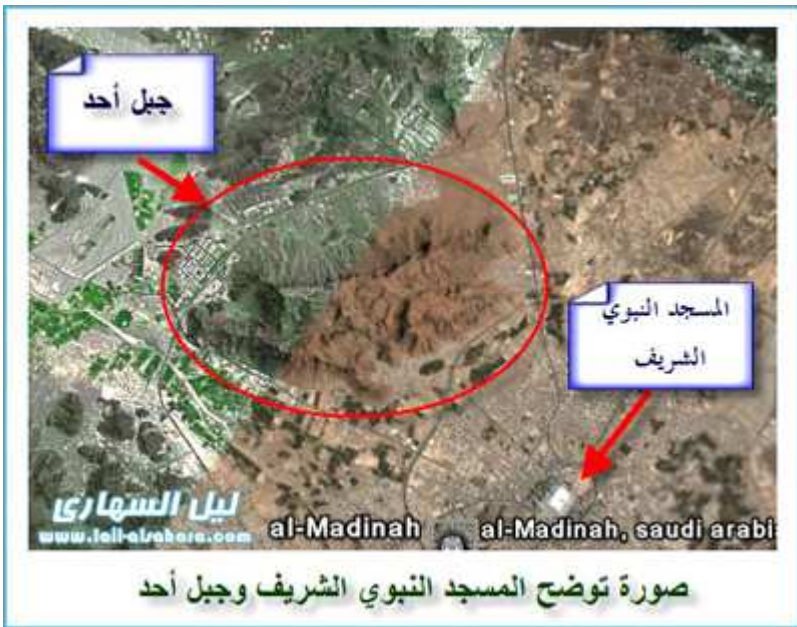 جبل أحد
المسجد النبوي
الشريف
ليل السهارى
www.lail-alsahara.com
al-Madinah
al-Madinah, saudi arabi
صورة توضح المسجد النبوي الشريف وجبل أحد